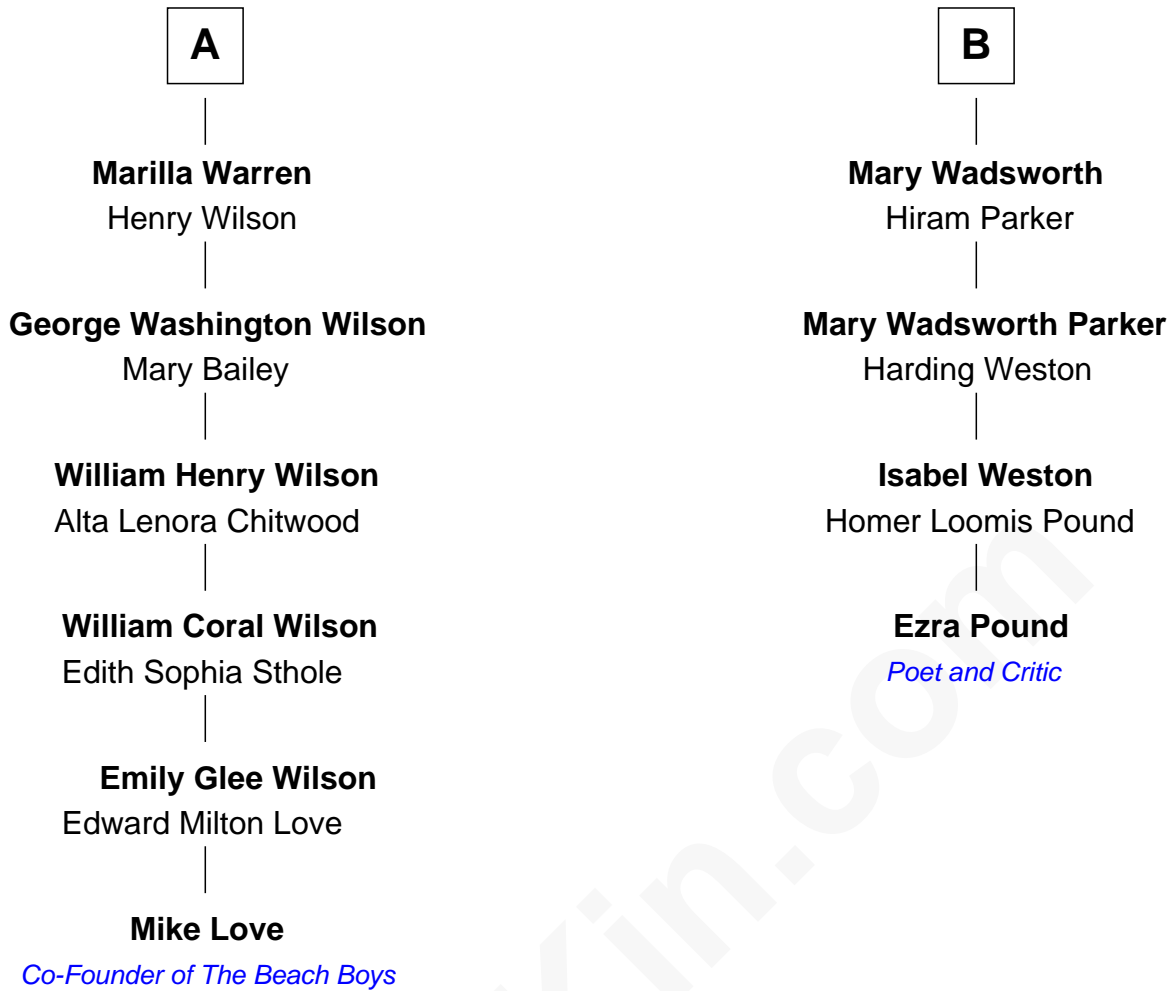 A
Marilla Warren
Henry Wilson
George Washington Wilson
Mary Bailey
William Henry Wilson
Alta Lenora Chitwood
William Coral Wilson
Edith Sophia Sthole
Emily Glee Wilson
Edward Milton Love
Mike Love
Co-Founder of The Beach Boys
B
Mary Wadsworth
Hiram Parker
Mary Wadsworth Parker
Harding Weston
Isabel Weston
Homer Loomis Pound
Ezra Pound
Poet and Critic